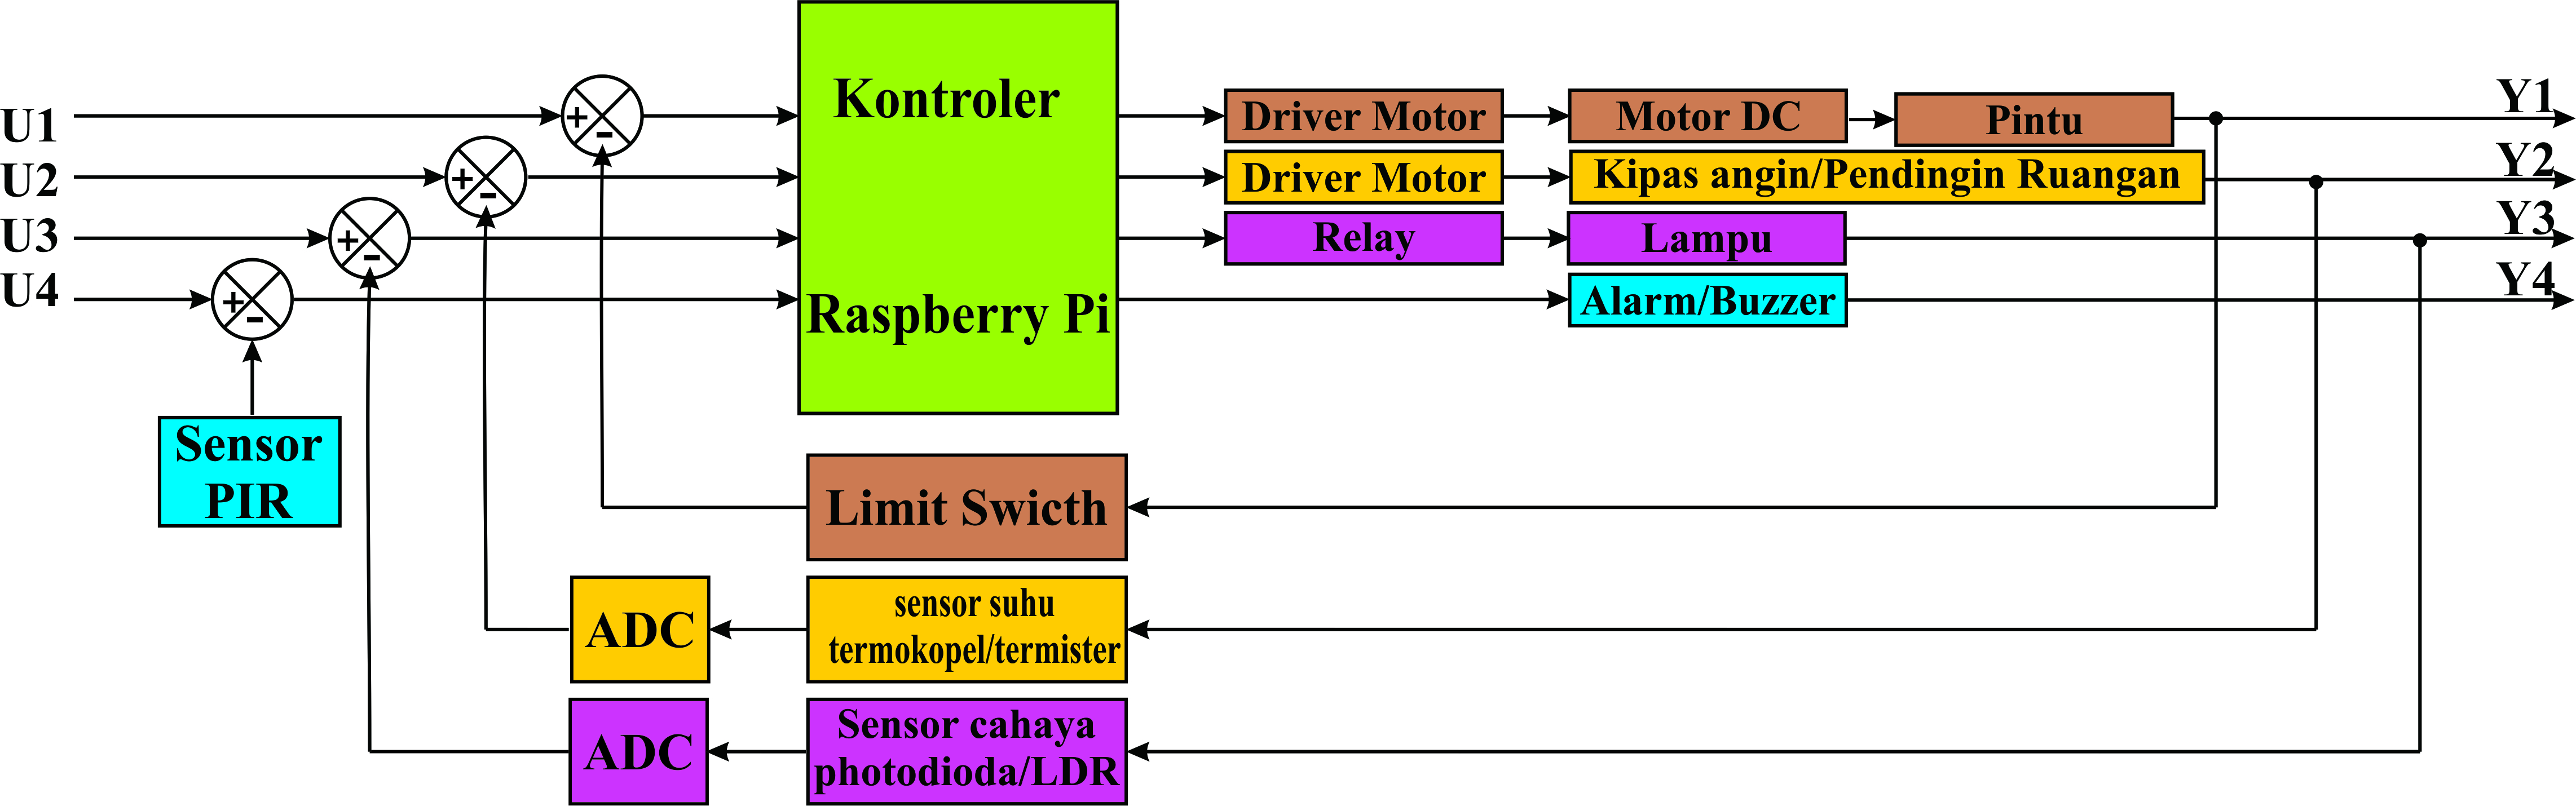 U1
U2
U3
U4
+
-
+
-
+
-
+
-
Kontroler
Raspberry Pi
Driver Motor
Motor DC
Pintu
Y1
Driver Motor
Kipas angin/Pendingin Ruangan
Y2
Relay
Lampu
Y3
Alarm/Buzzer
Y4
Sensor
PIR
Limit Swicth
ADC
sensor suhu
termokopel/termister
ADC
Sensor cahaya
photodioda/LDR